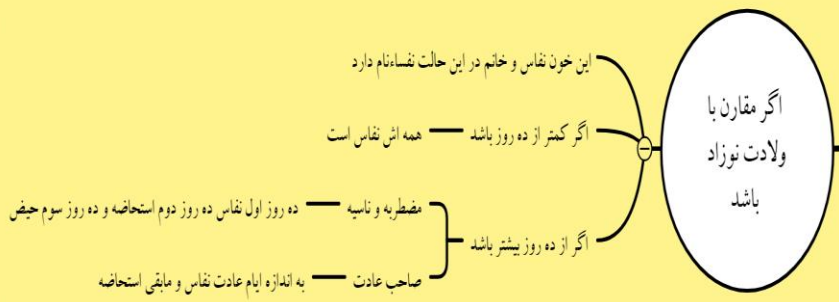 اگر مقارن با
ولادت نوزاد
باشد
این خون نفاس و خانم در این حالت نفساءنام دارد
اگر کمتر از ده روز باشد
همه اش نفاس است
اگر از ده روز بیشتر باشد
مضطربه و ناسیه
ده روز اول نفاس ده روز دوم استحاضه و ده روز سوم حیض
صاحب عادت
به اندازه ایام عادت نفاس و مابقی استحاضه